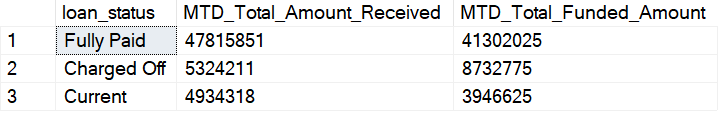 loan_status MTD_Total_Amount_Received MTD_Total_Funded_Amount
1 Fully Paid 47815851 41302025
2 Charged Off 5324211 8732775
3 Current 4934318 3946625